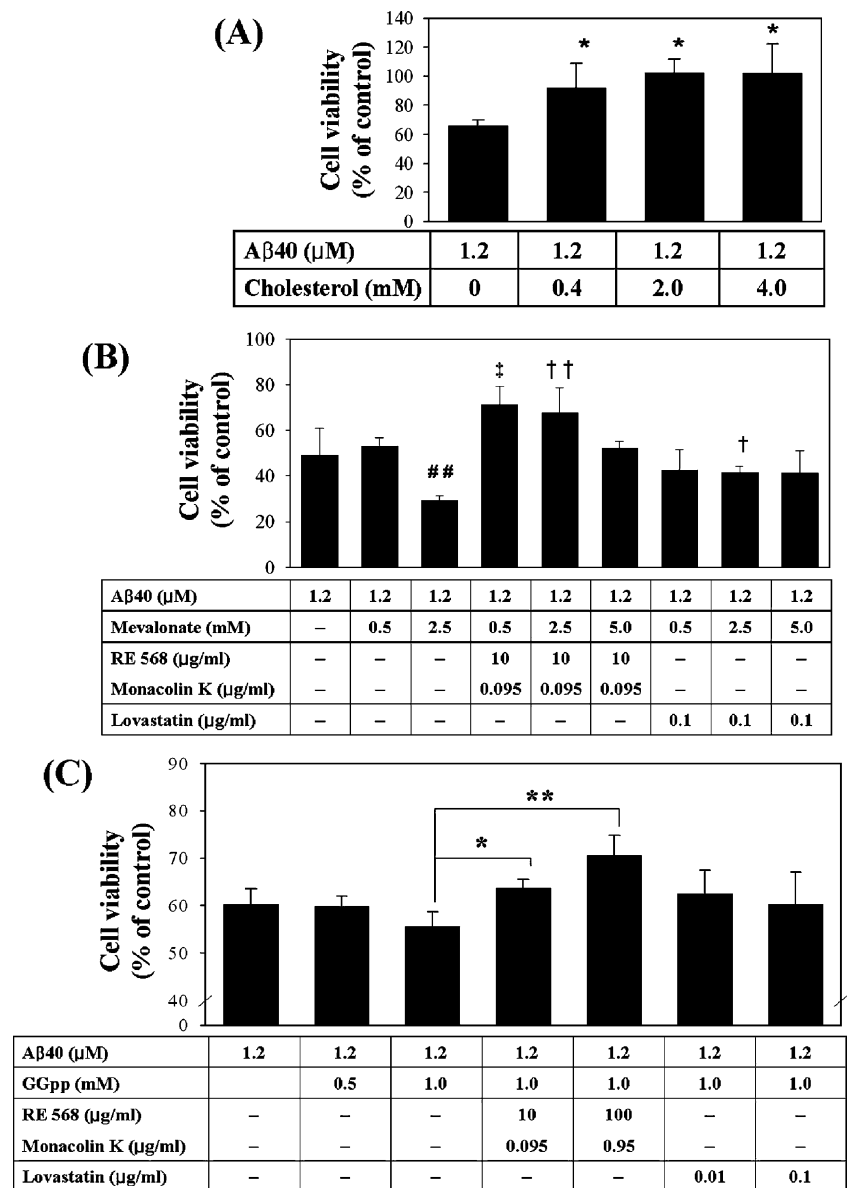 (A)
Cell viability
(% of control)
140
120
100
80
60
40
20
0
* * *
Aβ40 (μM) 1.2 1.2 1.2 1.2
Cholesterol (mM) 0 0.4 2.0 4.0
(B)
Cell viability
(% of control)
100
80
60
40
20
0
## ‡ †† †
Aβ40 (μM) 1.2 1.2 1.2 1.2 1.2 1.2 1.2 1.2 1.2
Mevalonate (mM) – 0.5 2.5 0.5 2.5 5.0 0.5 2.5 5.0
RE 568 (μg/ml) – – – 10 10 10 – – –
Monacolin K (μg/ml) – – – 0.095 0.095 0.095 – – –
Lovastatin (μg/ml) – – – – – – 0.1 0.1 0.1
(C)
Cell viability
(% of control)
90
80
70
60
50
40
0
* **
Aβ40 (μM) 1.2 1.2 1.2 1.2 1.2 1.2 1.2
GGpp (mM) 0.5 1.0 1.0 1.0 1.0 1.0
RE 568 (μg/ml) – – – 10 100 – –
Monacolin K (μg/ml) – – – 0.095 0.95 – –
Lovastatin (μg/ml) – – – – – 0.01 0.1